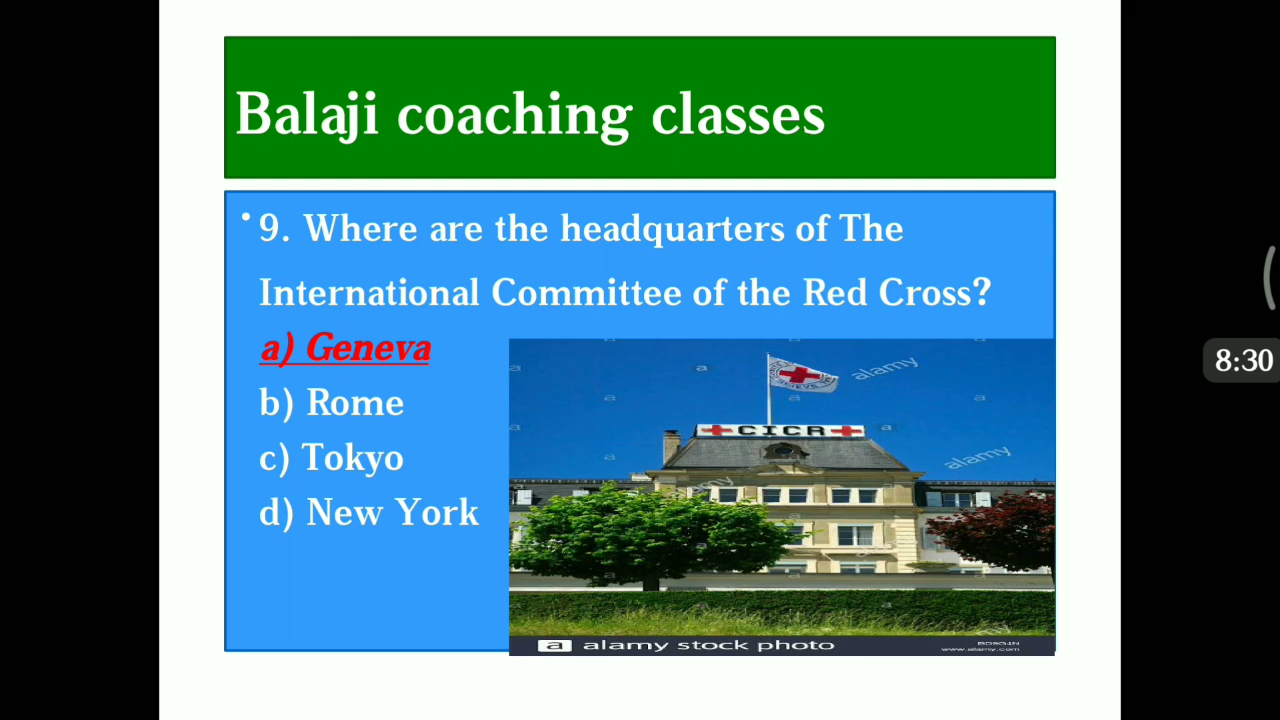 Balaji coaching classes
• 9. Where are the headquarters of The
International Committee of the Red Cross?
a) Geneva
b) Rome
c) Tokyo
d) New York
CICR
alamy
alamy
a alamy stock photo
www.alamy.com
8:30